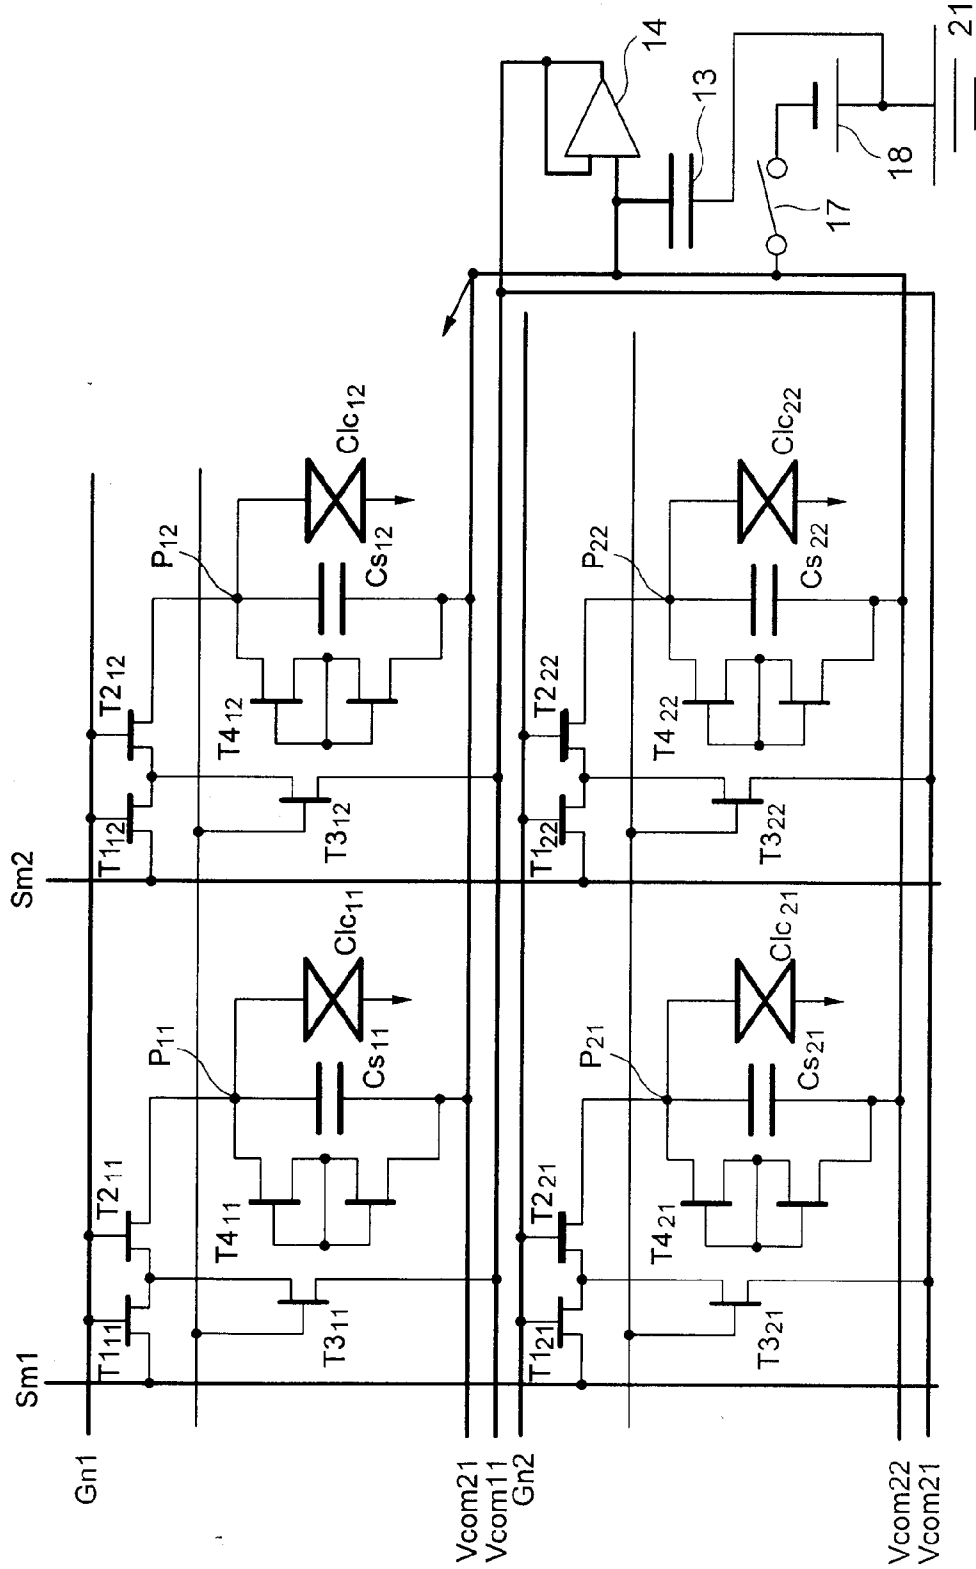 Sm1
Sm2
Gn1
T1₁₁
T2₁₁
T1₁₂
T2₁₂
P₁₁
P₁₂
T3₁₁
T4₁₁
Cs₁₁
Clc₁₁
T3₁₂
T4₁₂
Cs₁₂
Clc₁₂
Vcom21
Vcom11
Gn2
T1₂₁
T2₂₁
T1₂₂
T2₂₂
P₂₁
P₂₂
T3₂₁
T4₂₁
Cs₂₁
Clc₂₁
T3₂₂
T4₂₂
Cs₂₂
Clc₂₂
Vcom22
Vcom21
14
13
17
18
21